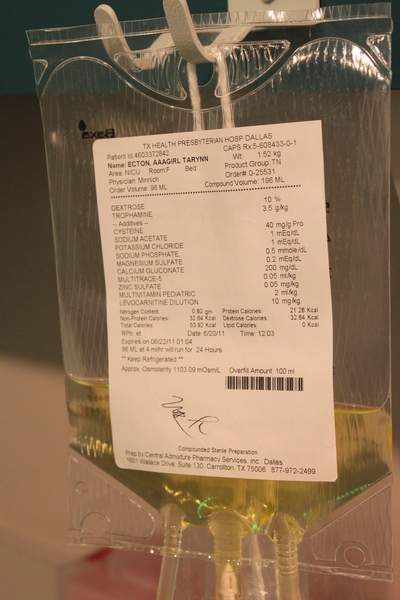 Baxa
TX HEALTH PRESBYTERIAN HOSP DALLAS
Patient Id:4603372842 CAPS Rx:5-608433-0-1
Name: ECTON, AAAGIRL TARYNN Wt: 1.52 kg
Area: NICU Room:F Bed Product Group: TN
Physician: Minnich Order#: 0-25531
Order Volume: 96 ML Compound Volume: 196 ML
DEXTROSE 10 %
TROPHAMINE 3.5 g/kg
-- Additives --
CYSTEINE 40 mg/g Pro
SODIUM ACETATE 1 mEq/dL
POTASSIUM CHLORIDE 1 mEq/dL
SODIUM PHOSPHATE 0.5 mmole/dL
MAGNESIUM SULFATE 0.2 mEq/dL
CALCIUM GLUCONATE 200 mg/dL
MULTITRACE-5 0.05 ml/kg
ZINC SULFATE 0.05 mg/kg
MULTIVITAMIN PEDIATRIC 2 ml/kg
LEVOCARNITINE DILUTION 10 mg/kg
Nitrogen Content: 0.82 gm Protein Calories: 21.28 Kcal
Non-Protein Calories: 32.64 Kcal Dextrose Calories: 32.64 Kcal
Total Calories: 53.92 Kcal Lipid Calories: 0 Kcal
RPh, et Date: 6/20/11 Time: 12:03
Expires on 06/22/11 01:04
96 ML at 4 ml/hr will run for 24 Hours
** Keep Refrigerated **
Approx. Osmolarity 1103.09 mOsm/L Overfill Amount: 100 ml
Compounded Sterile Preparation
Prep by:Central Admixture Pharmacy Services, Inc. Dallas
1601 Wallace Drive, Suite 130, Carrollton, TX 75006 877-972-2499